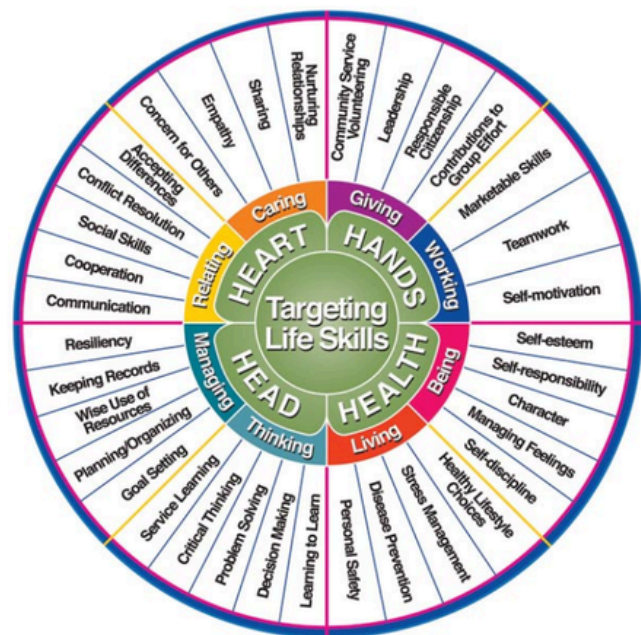 Targeting
Life Skills
HEART
HANDS
HEALTH
HEAD
Caring
Giving
Working
Being
Living
Thinking
Managing
Relating
Nurturing
Relationships
Sharing
Empathy
Concern for Others
Accepting
Differences
Conflict Resolution
Social Skills
Cooperation
Communication
Community Service
Volunteering
Leadership
Responsible
Citizenship
Contributions to
Group Effort
Marketable Skills
Teamwork
Self-motivation
Self-esteem
Self-responsibility
Character
Managing Feelings
Self-discipline
Healthy Lifestyle
Choices
Stress Management
Disease Prevention
Personal Safety
Learning to Learn
Decision Making
Problem Solving
Critical Thinking
Service Learning
Goal Setting
Planning/Organizing
Wise Use of
Resources
Keeping Records
Resiliency